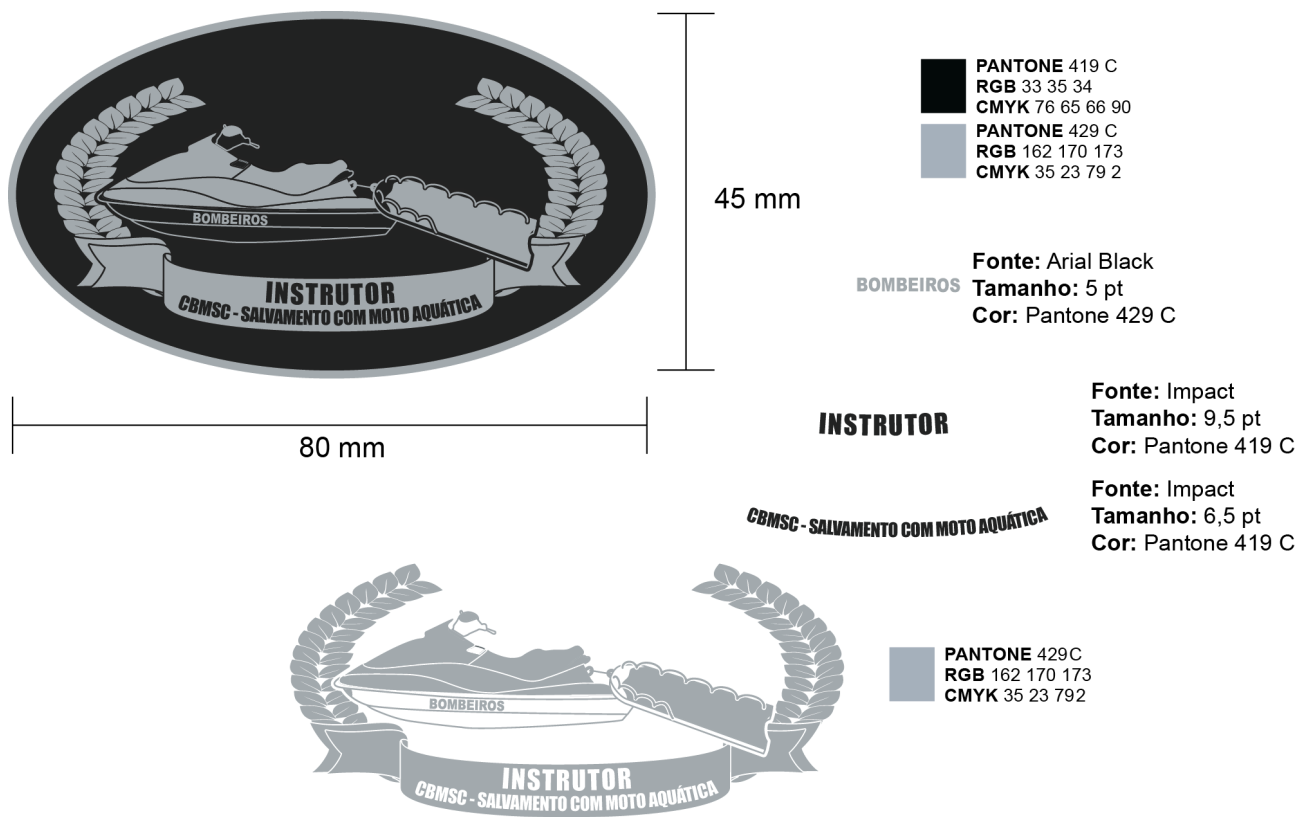 BOMBEIROS
INSTRUTOR
CBMSC - SALVAMENTO COM MOTO AQUÁTICA
45 mm
80 mm
PANTONE 419 C
RGB 33 35 34
CMYK 76 65 66 90
PANTONE 429 C
RGB 162 170 173
CMYK 35 23 79 2
BOMBEIROS
Fonte: Arial Black
Tamanho: 5 pt
Cor: Pantone 429 C
INSTRUTOR
Fonte: Impact
Tamanho: 9,5 pt
Cor: Pantone 419 C
CBMSC - SALVAMENTO COM MOTO AQUÁTICA
Fonte: Impact
Tamanho: 6,5 pt
Cor: Pantone 419 C
BOMBEIROS
INSTRUTOR
CBMSC - SALVAMENTO COM MOTO AQUÁTICA
PANTONE 429C
RGB 162 170 173
CMYK 35 23 792